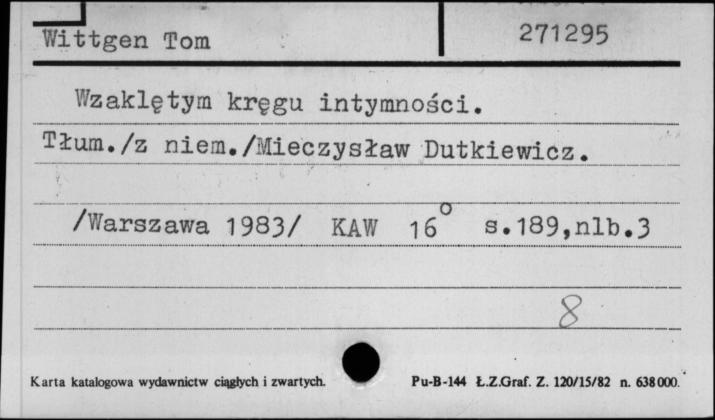 Wittgen Tom 271295
Wzaklętym kręgu intymności.
Tłum./z niem./Mieczysław Dutkiewicz.
/Warszawa 1983/ KAW 16° s.189,nlb.3
8
Karta katalogowa wydawnictw ciągłych i zwartych. Pu-B-144 Ł.Z.Graf. Z. 120/15/82 n. 638000.